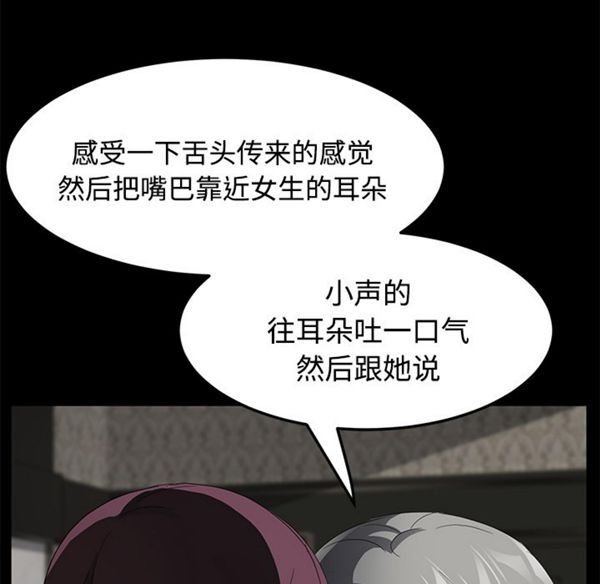 感受一下舌头传来的感觉
然后把嘴巴靠近女生的耳朵
小声的
往耳朵吐一口气
然后跟她说